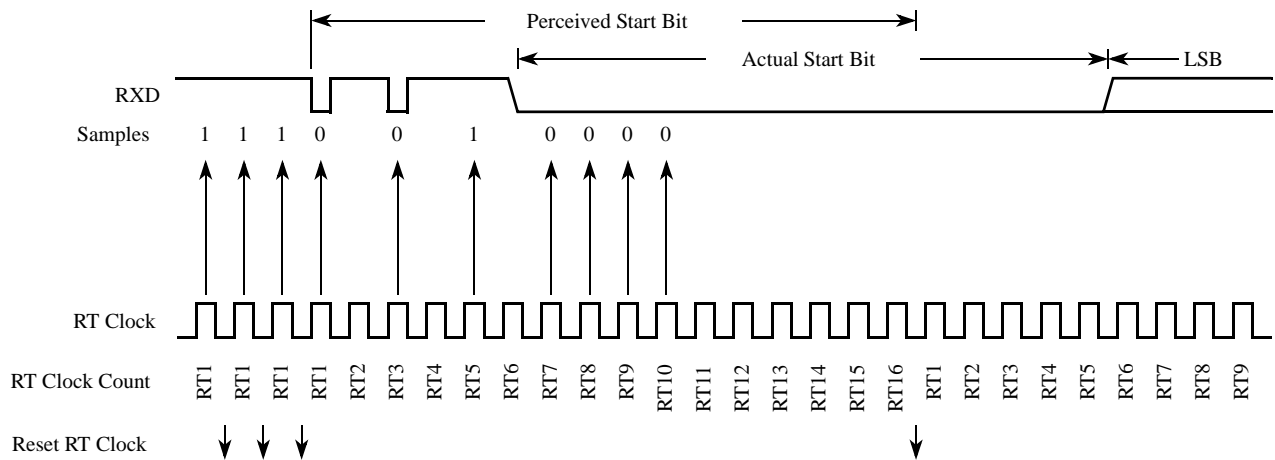 Perceived Start Bit
Actual Start Bit
LSB
RXD
Samples 1 1 1 0 0 1 0 0 0 0
RT Clock
RT Clock Count RT1 RT1 RT1 RT1 RT2 RT3 RT4 RT5 RT6 RT7 RT8 RT9 RT10 RT11 RT12 RT13 RT14 RT15 RT16 RT1 RT2 RT3 RT4 RT5 RT6 RT7 RT8 RT9
Reset RT Clock